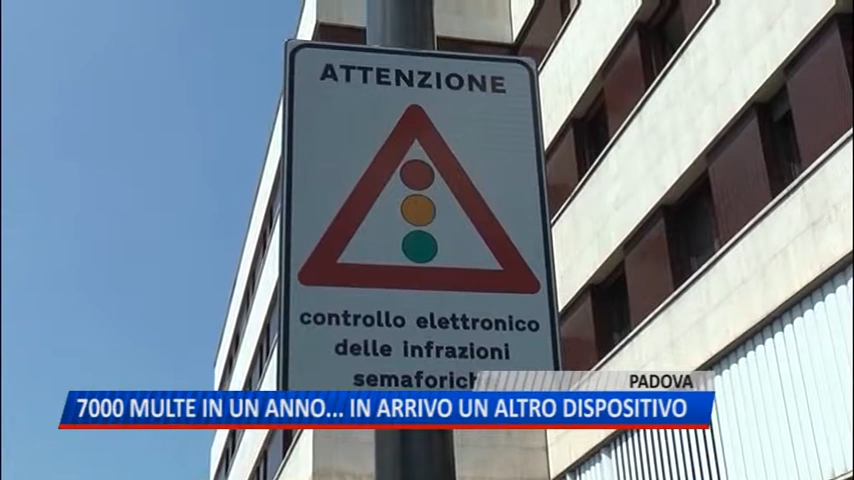 ATTENZIONE
controllo elettronico
delle infrazioni
semaforich
PADOVA
7000 MULTE IN UN ANNO... IN ARRIVO UN ALTRO DISPOSITIVO